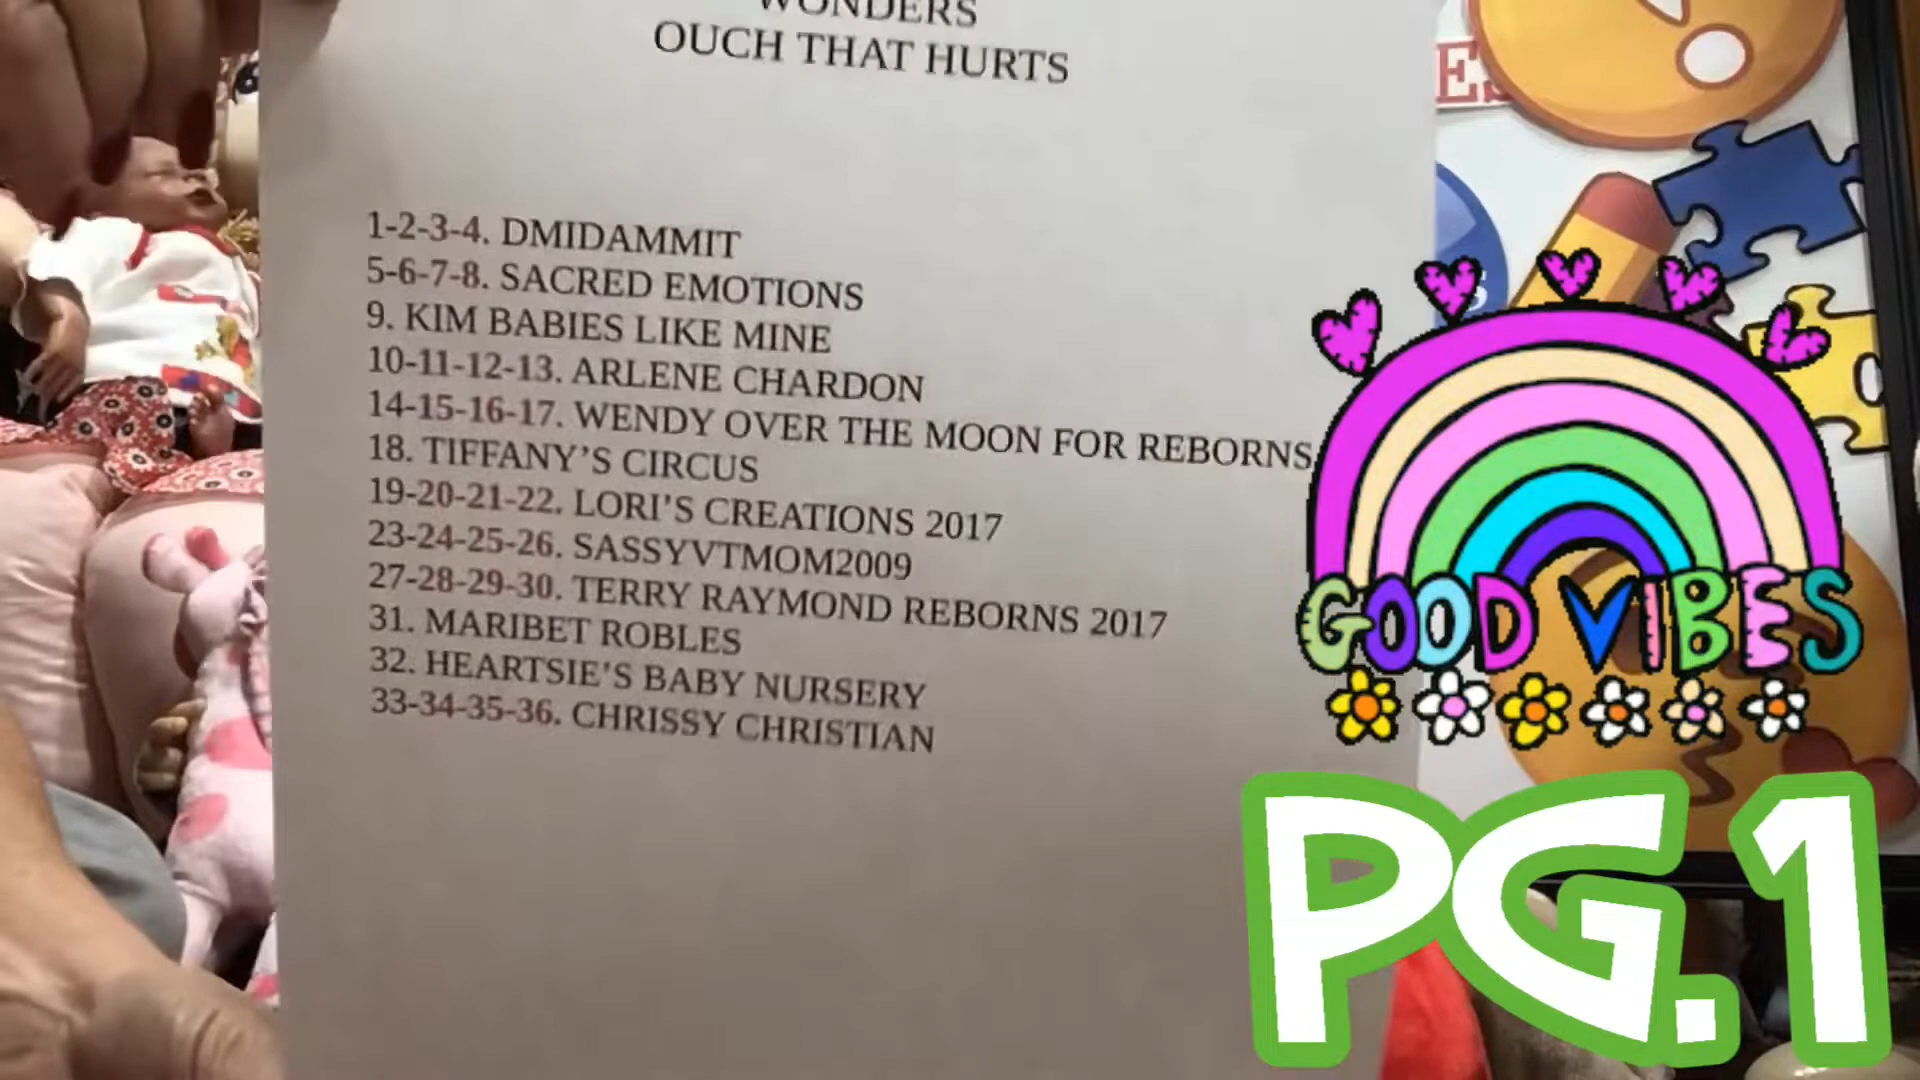 WONDERS
OUCH THAT HURTS
1-2-3-4. DMIDAMMIT
5-6-7-8. SACRED EMOTIONS
9. KIM BABIES LIKE MINE
10-11-12-13. ARLENE CHARDON
14-15-16-17. WENDY OVER THE MOON FOR REBORNS
18. TIFFANY'S CIRCUS
19-20-21-22. LORI'S CREATIONS 2017
23-24-25-26. SASSYVTMOM2009
27-28-29-30. TERRY RAYMOND REBORNS 2017
31. MARIBET ROBLES
32. HEARTSIE'S BABY NURSERY
33-34-35-36. CHRISSY CHRISTIAN
GOOD VIBES
PG.1